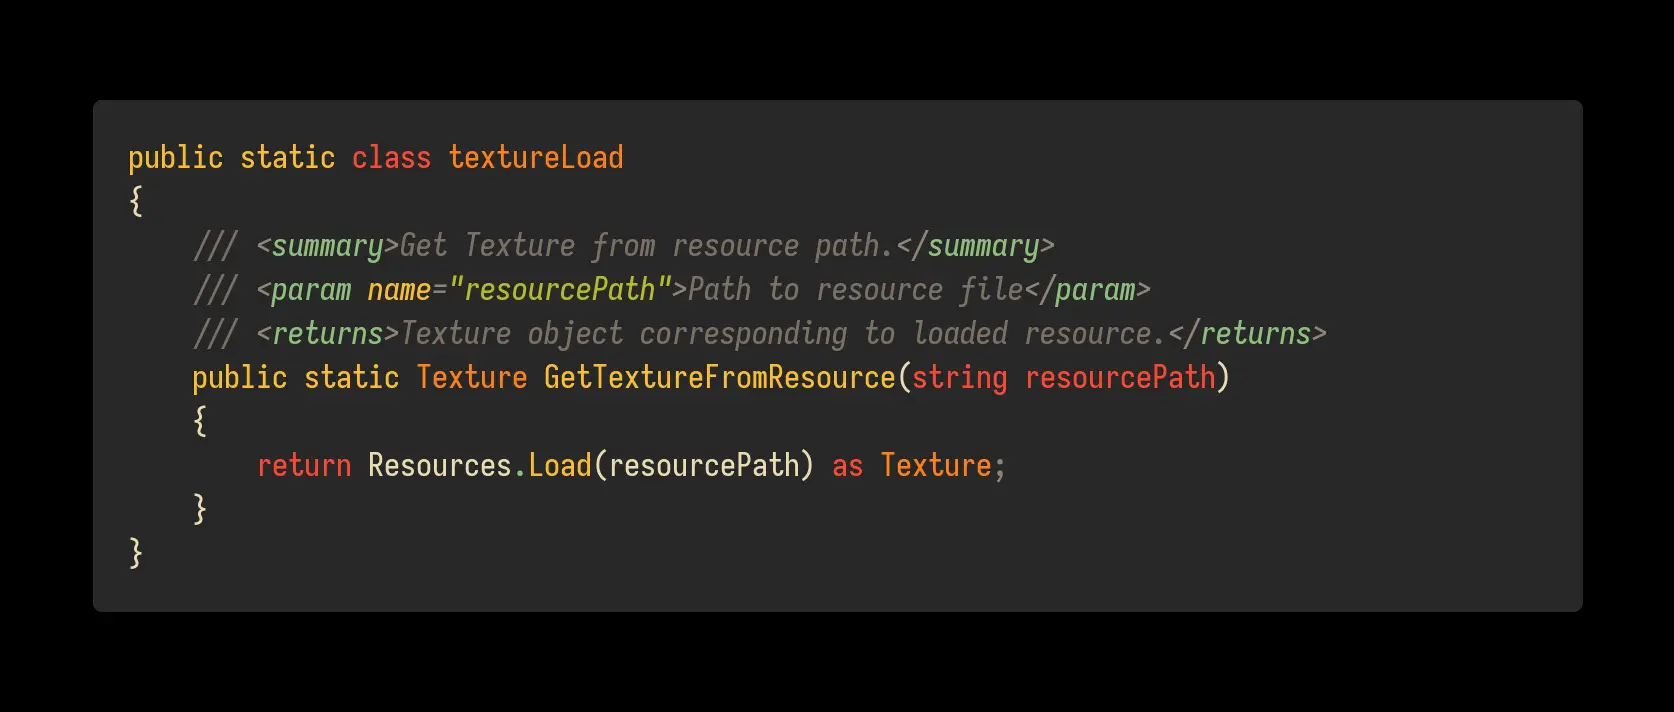 public static class textureLoad
{
    /// <summary>Get Texture from resource path.</summary>
    /// <param name="resourcePath">Path to resource file</param>
    /// <returns>Texture object corresponding to loaded resource.</returns>
    public static Texture GetTextureFromResource(string resourcePath)
    {
        return Resources.Load(resourcePath) as Texture;
    }
}